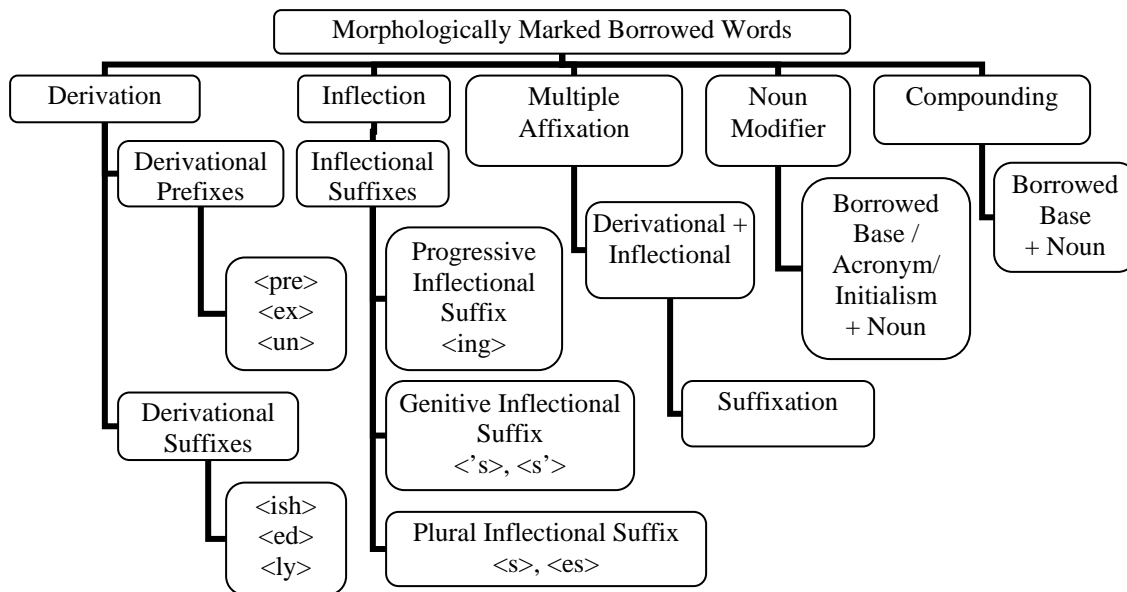 Morphologically Marked Borrowed Words
Derivation
Inflection
Multiple
Affixation
Noun
Modifier
Compounding
Derivational
Prefixes
<pre>
<ex>
<un>
Derivational
Suffixes
<ish>
<ed>
<ly>
Inflectional
Suffixes
Progressive
Inflectional
Suffix
<ing>
Genitive Inflectional
Suffix
<’s>, <s’>
Plural Inflectional Suffix
<s>, <es>
Derivational +
Inflectional
Suffixation
Borrowed
Base /
Acronym/
Initialism
+ Noun
Borrowed
Base
+ Noun